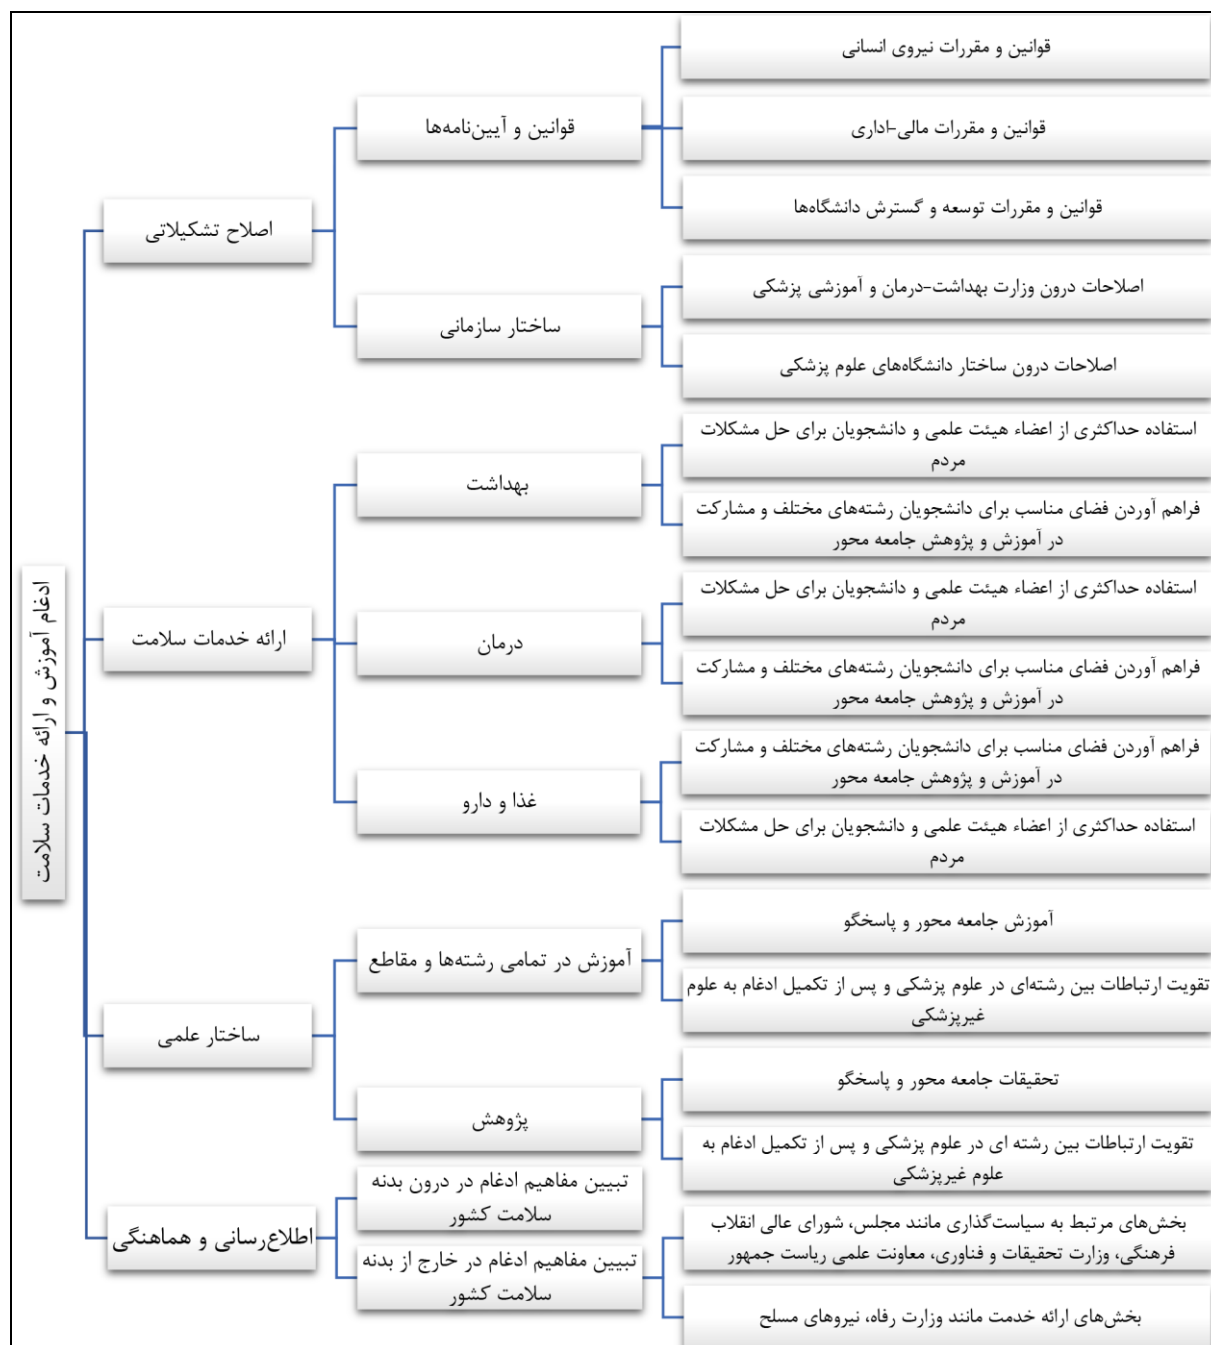 ادغام آموزش و ارائه خدمات سلامت
اصلاح تشکیلاتی
قوانین و آیین‌نامه‌ها
قوانین و مقررات نیروی انسانی
قوانین و مقررات مالی-اداری
قوانین و مقررات توسعه و گسترش دانشگاه‌ها
ساختار سازمانی
اصلاحات درون وزارت بهداشت-درمان و آموزشی پزشکی
اصلاحات درون ساختار دانشگاه‌های علوم پزشکی
ارائه خدمات سلامت
بهداشت
استفاده حداکثری از اعضاء هیئت علمی و دانشجویان برای حل مشکلات
مردم
فراهم آوردن فضای مناسب برای دانشجویان رشته‌های مختلف و مشارکت
در آموزش و پژوهش جامعه محور
درمان
استفاده حداکثری از اعضاء هیئت علمی و دانشجویان برای حل مشکلات
مردم
فراهم آوردن فضای مناسب برای دانشجویان رشته‌های مختلف و مشارکت
در آموزش و پژوهش جامعه محور
غذا و دارو
فراهم آوردن فضای مناسب برای دانشجویان رشته‌های مختلف و مشارکت
در آموزش و پژوهش جامعه محور
استفاده حداکثری از اعضاء هیئت علمی و دانشجویان برای حل مشکلات
مردم
ساختار علمی
آموزش در تمامی رشته‌ها و مقاطع
آموزش جامعه محور و پاسخگو
تقویت ارتباطات بین رشته‌ای در علوم پزشکی و پس از تکمیل ادغام به علوم
غیرپزشکی
پژوهش
تحقیقات جامعه محور و پاسخگو
تقویت ارتباطات بین رشته ای در علوم پزشکی و پس از تکمیل ادغام به
علوم غیرپزشکی
اطلاع‌رسانی و هماهنگی
تبیین مفاهیم ادغام در درون بدنه
سلامت کشور
تبیین مفاهیم ادغام در خارج از بدنه
سلامت کشور
بخش‌های مرتبط به سیاست‌گذاری مانند مجلس، شورای عالی انقلاب
فرهنگی، وزارت تحقیقات و فناوری، معاونت علمی ریاست جمهور
بخش‌های ارائه خدمت مانند وزارت رفاه، نیروهای مسلح